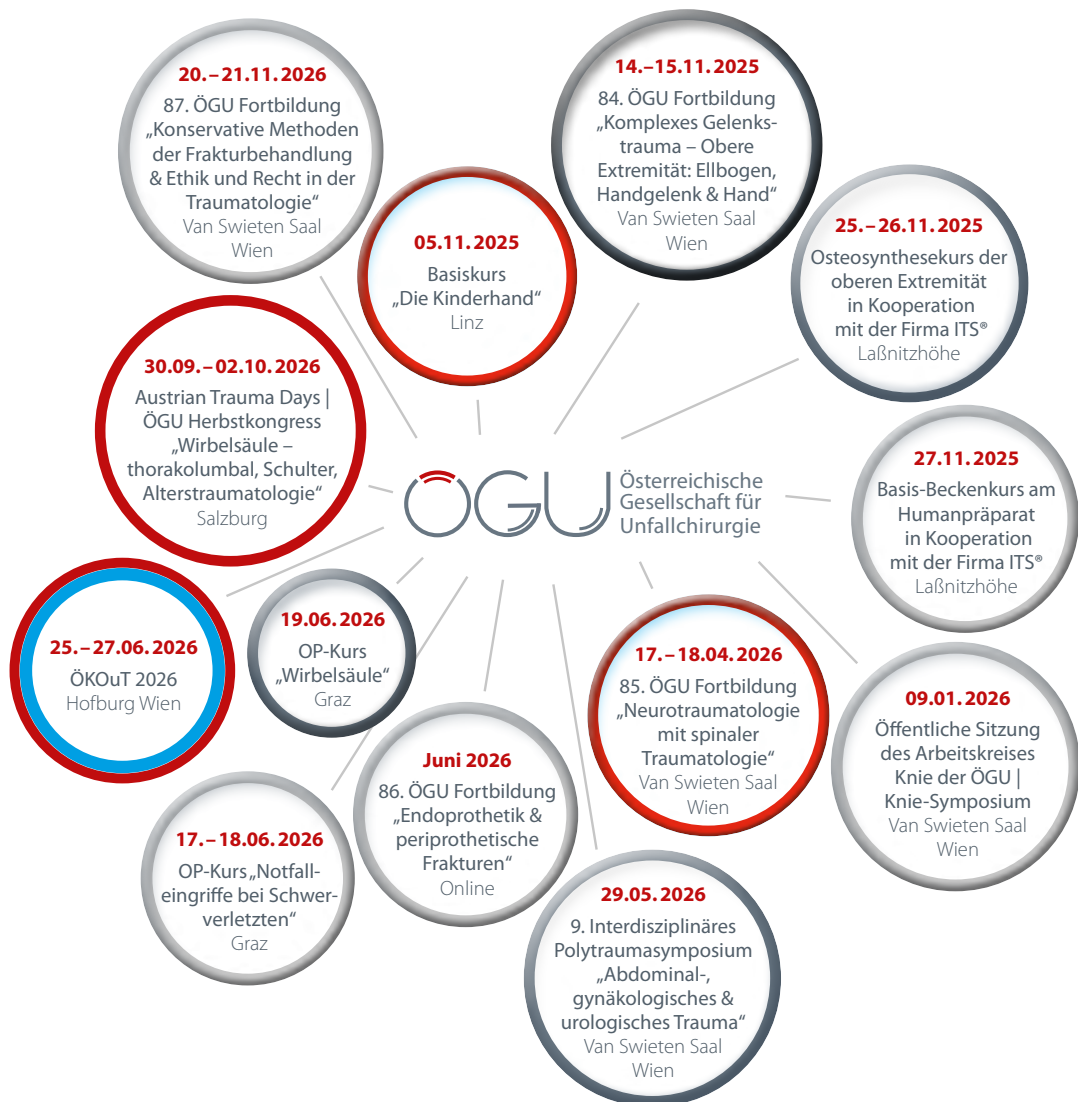 20.–21.11.2026
87. ÖGU Fortbildung
„Konservative Methoden
der Frakturbehandlung
& Ethik und Recht in der
Traumatologie“
Van Swieten Saal
Wien
14.–15.11.2025
84. ÖGU Fortbildung
„Komplexes Gelenks-
trauma – Obere
Extremität: Ellbogen,
Handgelenk & Hand“
Van Swieten Saal
Wien
05.11.2025
Basiskurs
„Die Kinderhand“
Linz
25.–26.11.2025
Osteosynthesekurs der
oberen Extremität
in Kooperation
mit der Firma ITS®
Laßnitzhöhe
30.09.–02.10.2026
Austrian Trauma Days |
ÖGU Herbstkongress
„Wirbelsäule –
thorakolumbal, Schulter,
Alterstraumatologie“
Salzburg
27.11.2025
Basis-Beckenkurs am
Humanpräparat
in Kooperation
mit der Firma ITS®
Laßnitzhöhe
ÖGU
Österreichische
Gesellschaft für
Unfallchirurgie
25.–27.06.2026
ÖKOuT 2026
Hofburg Wien
19.06.2026
OP-Kurs
„Wirbelsäule“
Graz
17.–18.04.2026
85. ÖGU Fortbildung
„Neurotraumatologie
mit spinaler
Traumatologie“
Van Swieten Saal
Wien
09.01.2026
Öffentliche Sitzung
des Arbeitskreises
Knie der ÖGU |
Knie-Symposium
Van Swieten Saal
Wien
Juni 2026
86. ÖGU Fortbildung
„Endoprothetik &
periprothetische
Frakturen“
Online
17.–18.06.2026
OP-Kurs „Notfall-
eingriffe bei Schwer-
verletzten“
Graz
29.05.2026
9. Interdisziplinäres
Polytraumasymposium
„Abdominal-,
gynäkologisches &
urologisches Trauma“
Van Swieten Saal
Wien